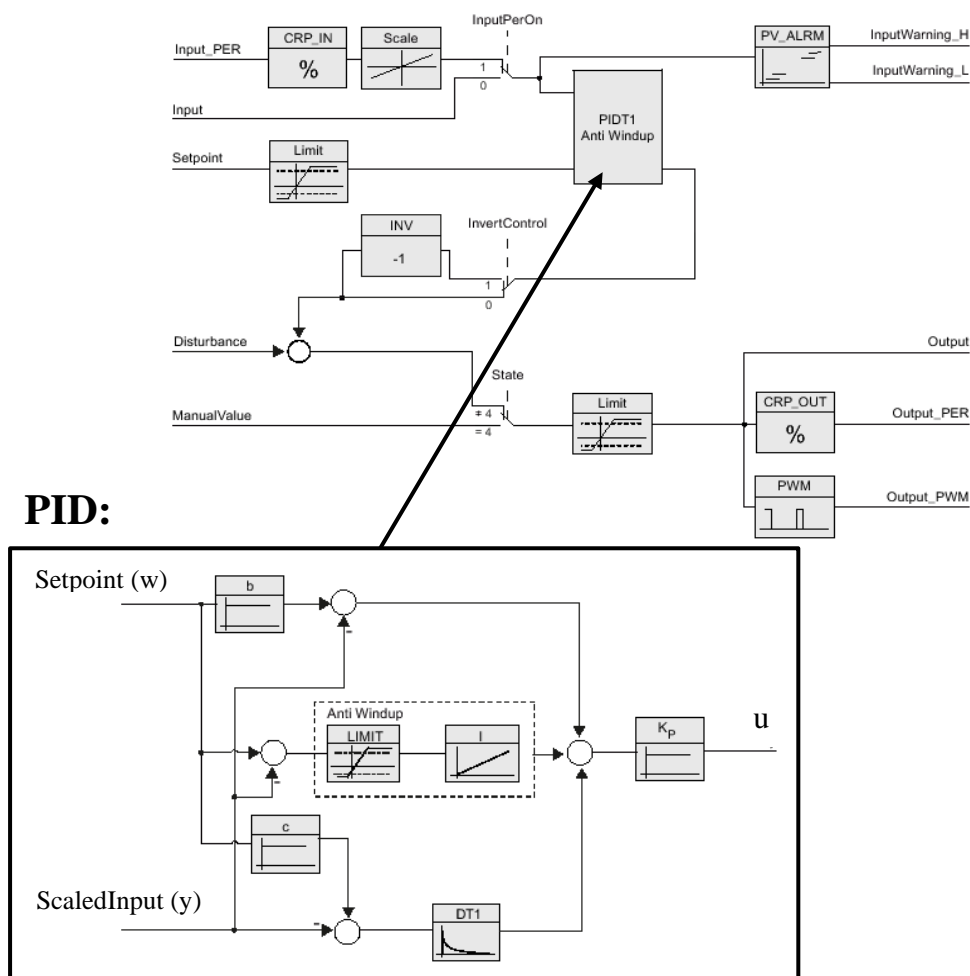 InputPerOn
Input_PER
CRP_IN
%
Scale
1
0
PV_ALRM
InputWarning_H
InputWarning_L
Input
PIDT1
Anti Windup
Setpoint
Limit
INV
-1
InvertControl
1
0
Disturbance
State
Output
ManualValue
≠ 4
= 4
Limit
CRP_OUT
%
Output_PER
PWM
Output_PWM
PID:
Setpoint (w)
b
-
Anti Windup
LIMIT
I
-
K_P
u
c
ScaledInput (y)
-
DT1